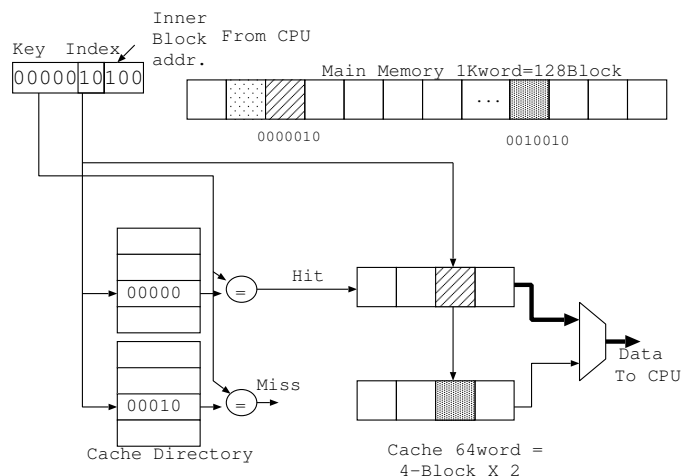 Inner
Block
addr.
From CPU
Key Index
00000 10 100
Main Memory 1Kword=128Block
...
0000010
0010010
00000
=
Hit
00010
=
Miss
Data
To CPU
Cache Directory
Cache 64word =
4-Block X 2